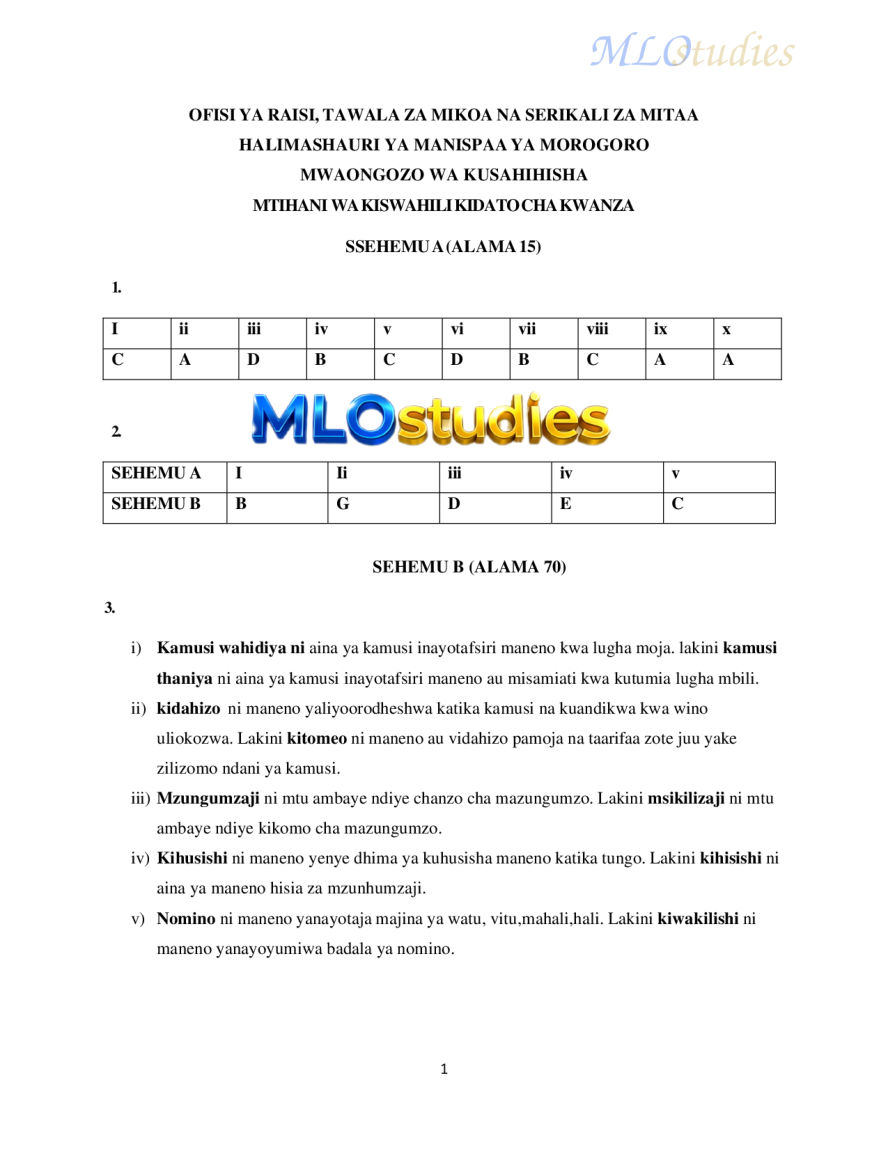 MLOstudies
OFISI YA RAISI, TAWALA ZA MIKOA NA SERIKALI ZA MITAA
HALIMASHAURI YA MANISPAA YA MOROGORO
MWAONGOZO WA KUSAHIHISHA
MTIHANI WA KISWAHILI KIDATO CHA KWANZA
SSEHEMU A (ALAMA 15)
1.
I ii iii iv v vi vii viii ix x
C A D B C D B C A A
MLOstudies
2.
SEHEMU A I Ii iii iv v
SEHEMU B B G D E C
SEHEMU B (ALAMA 70)
3.
i) Kamusi wahidiya ni aina ya kamusi inayotafsiri maneno kwa lugha moja. lakini kamusi
thaniya ni aina ya kamusi inayotafsiri maneno au misamiati kwa kutumia lugha mbili.
ii) kidahizo ni maneno yaliyoorodheshwa katika kamusi na kuandikwa kwa wino
uliokozwa. Lakini kitomeo ni maneno au vidahizo pamoja na taarifaa zote juu yake
zilizomo ndani ya kamusi.
iii) Mzungumzaji ni mtu ambaye ndiye chanzo cha mazungumzo. Lakini msikilizaji ni mtu
ambaye ndiye kikomo cha mazungumzo.
iv) Kihusishi ni maneno yenye dhima ya kuhusisha maneno katika tungo. Lakini kihisishi ni
aina ya maneno hisia za mzunhumzaji.
v) Nomino ni maneno yanayotaja majina ya watu, vitu,mahali,hali. Lakini kiwakilishi ni
maneno yanayoyumiwa badala ya nomino.
1